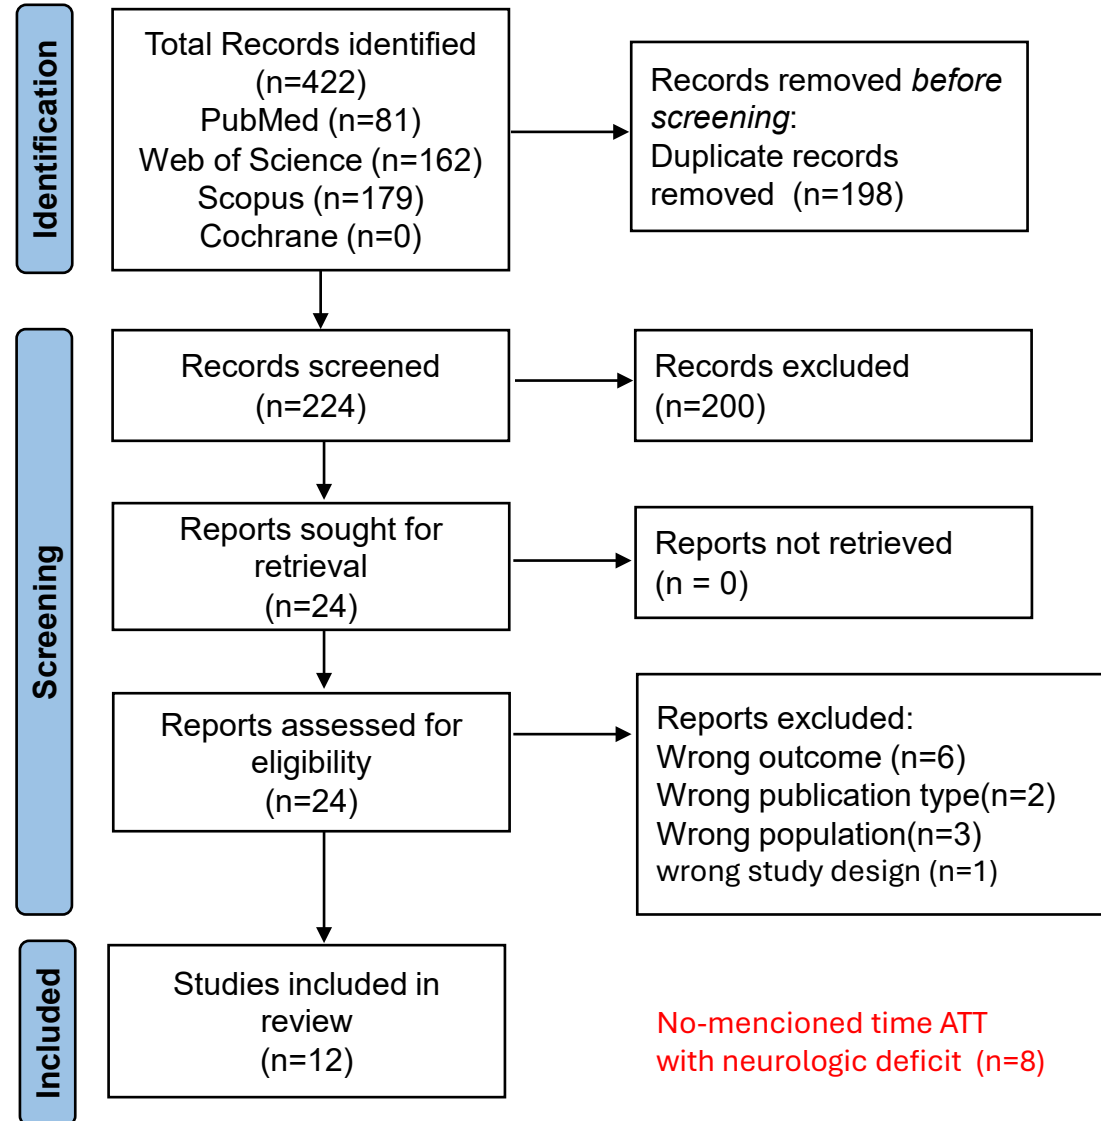 Identification
Total Records identified
(n=422)
PubMed (n=81)
Web of Science (n=162)
Scopus (n=179)
Cochrane (n=0)
Records removed before
screening:
Duplicate records
removed  (n=198)
Screening
Records screened
(n=224)
Records excluded
(n=200)
Reports sought for
retrieval
(n=24)
Reports not retrieved
(n = 0)
Reports assessed for
eligibility
(n=24)
Reports excluded:
Wrong outcome (n=6)
Wrong publication type(n=2)
Wrong population(n=3)
wrong study design (n=1)
Included
Studies included in
review
(n=12)
No-mencioned time ATT
with neurologic deficit  (n=8)